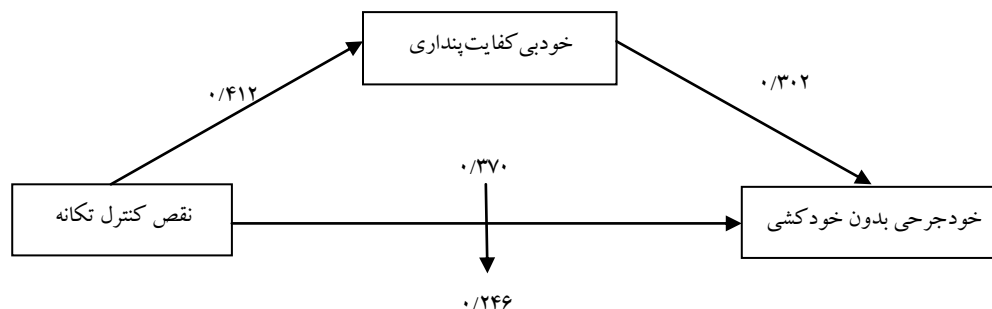 خودبی‌کفایت‌پنداری
۰/۴۱۲
۰/۳۰۲
۰/۳۷۰
نقص کنترل تکانه
خودجرحی بدون خودکشی
۰/۲۴۶